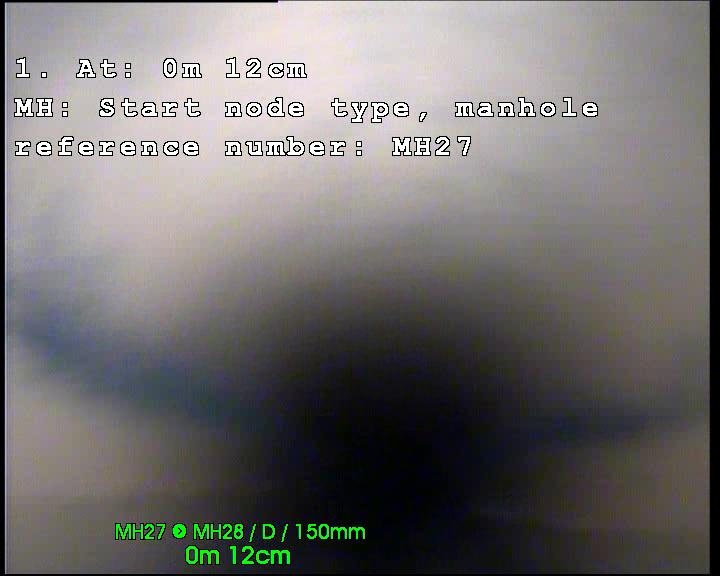 1. At: 0m 12cm
MH: Start node type, manhole
reference number: MH27
MH27 > MH28 / D / 150mm
0m 12cm